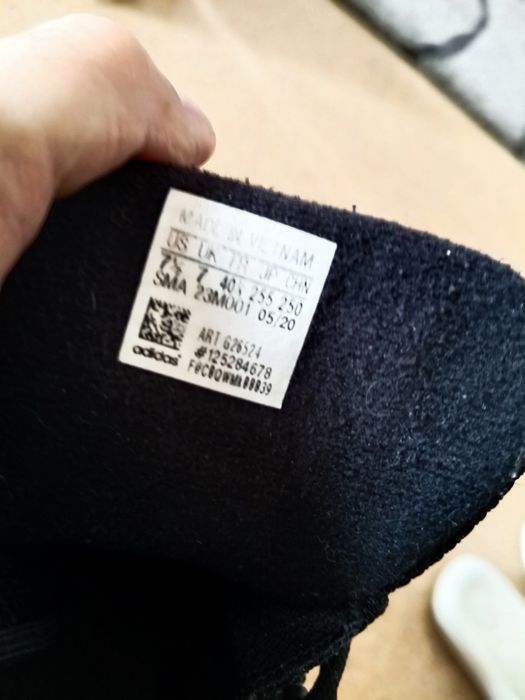 MADE IN VIETNAM
US UK FR JP CHN
7½ 7 40⅔ 255 250
SMA 23M001 05/20
ART G26524
#125284678
adidas